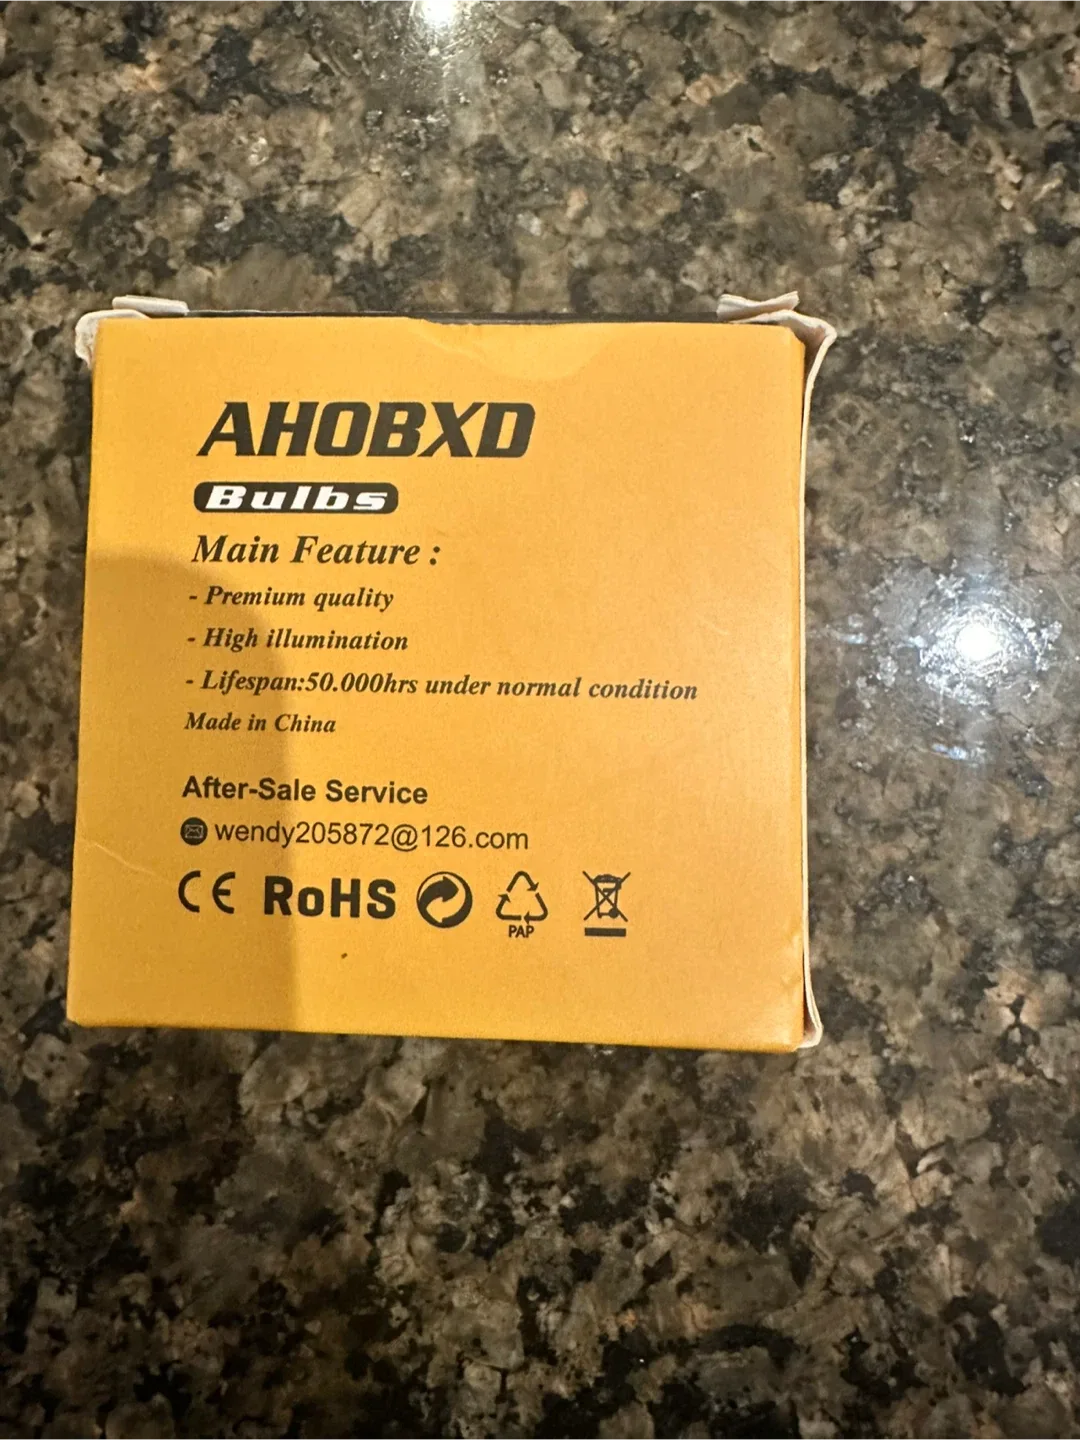 AHOBXD
Bulbs
Main Feature :
- Premium quality
- High illumination
- Lifespan:50.000hrs under normal condition
Made in China
After-Sale Service
wendy205872@126.com
CE RoHS
PAP